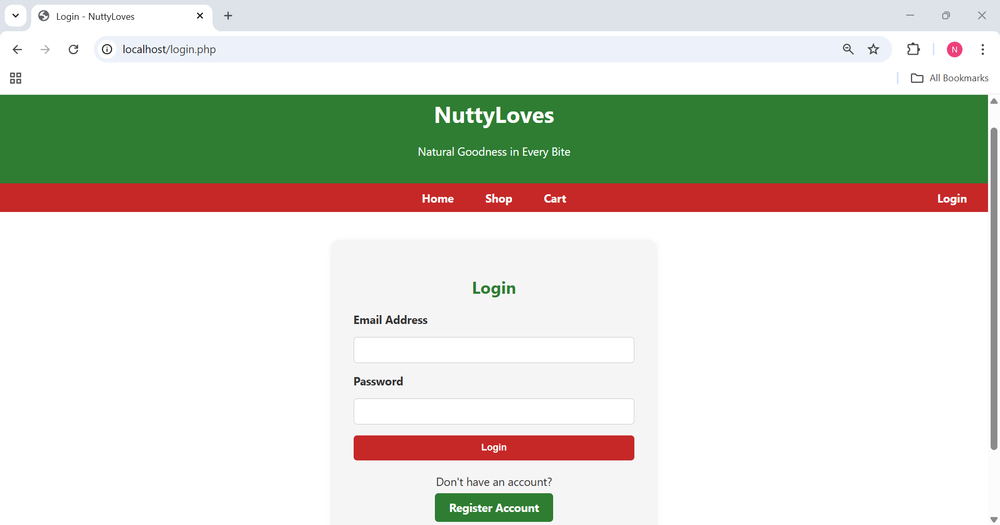 Login - NuttyLoves
localhost/login.php
N
All Bookmarks
NuttyLoves
Natural Goodness in Every Bite
Home Shop Cart Login
Login
Email Address
Password
Login
Don't have an account?
Register Account